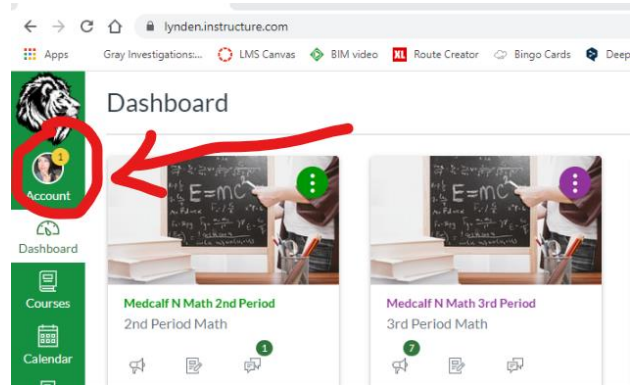 lynden.instructure.com
Apps Gray Investigations:... LMS Canvas BIM video XL Route Creator Bingo Cards Deep
Dashboard
1
Account
E=mc
E=mc
Dashboard
Courses
Medcalf N Math 2nd Period
Medcalf N Math 3rd Period
2nd Period Math
3rd Period Math
1
7
Calendar